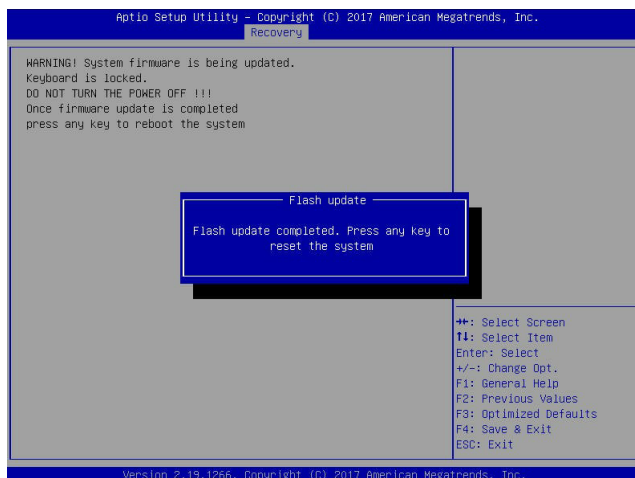 Aptio Setup Utility – Copyright (C) 2017 American Megatrends, Inc.
Recovery
WARNING! System firmware is being updated.
Keyboard is locked.
DO NOT TURN THE POWER OFF !!!
Once firmware update is completed
press any key to reboot the system
Flash update
Flash update completed. Press any key to
reset the system
→←: Select Screen
↑↓: Select Item
Enter: Select
+/-: Change Opt.
F1: General Help
F2: Previous Values
F3: Optimized Defaults
F4: Save & Exit
ESC: Exit
Version 2.19.1266. Copyright (C) 2017 American Megatrends, Inc.